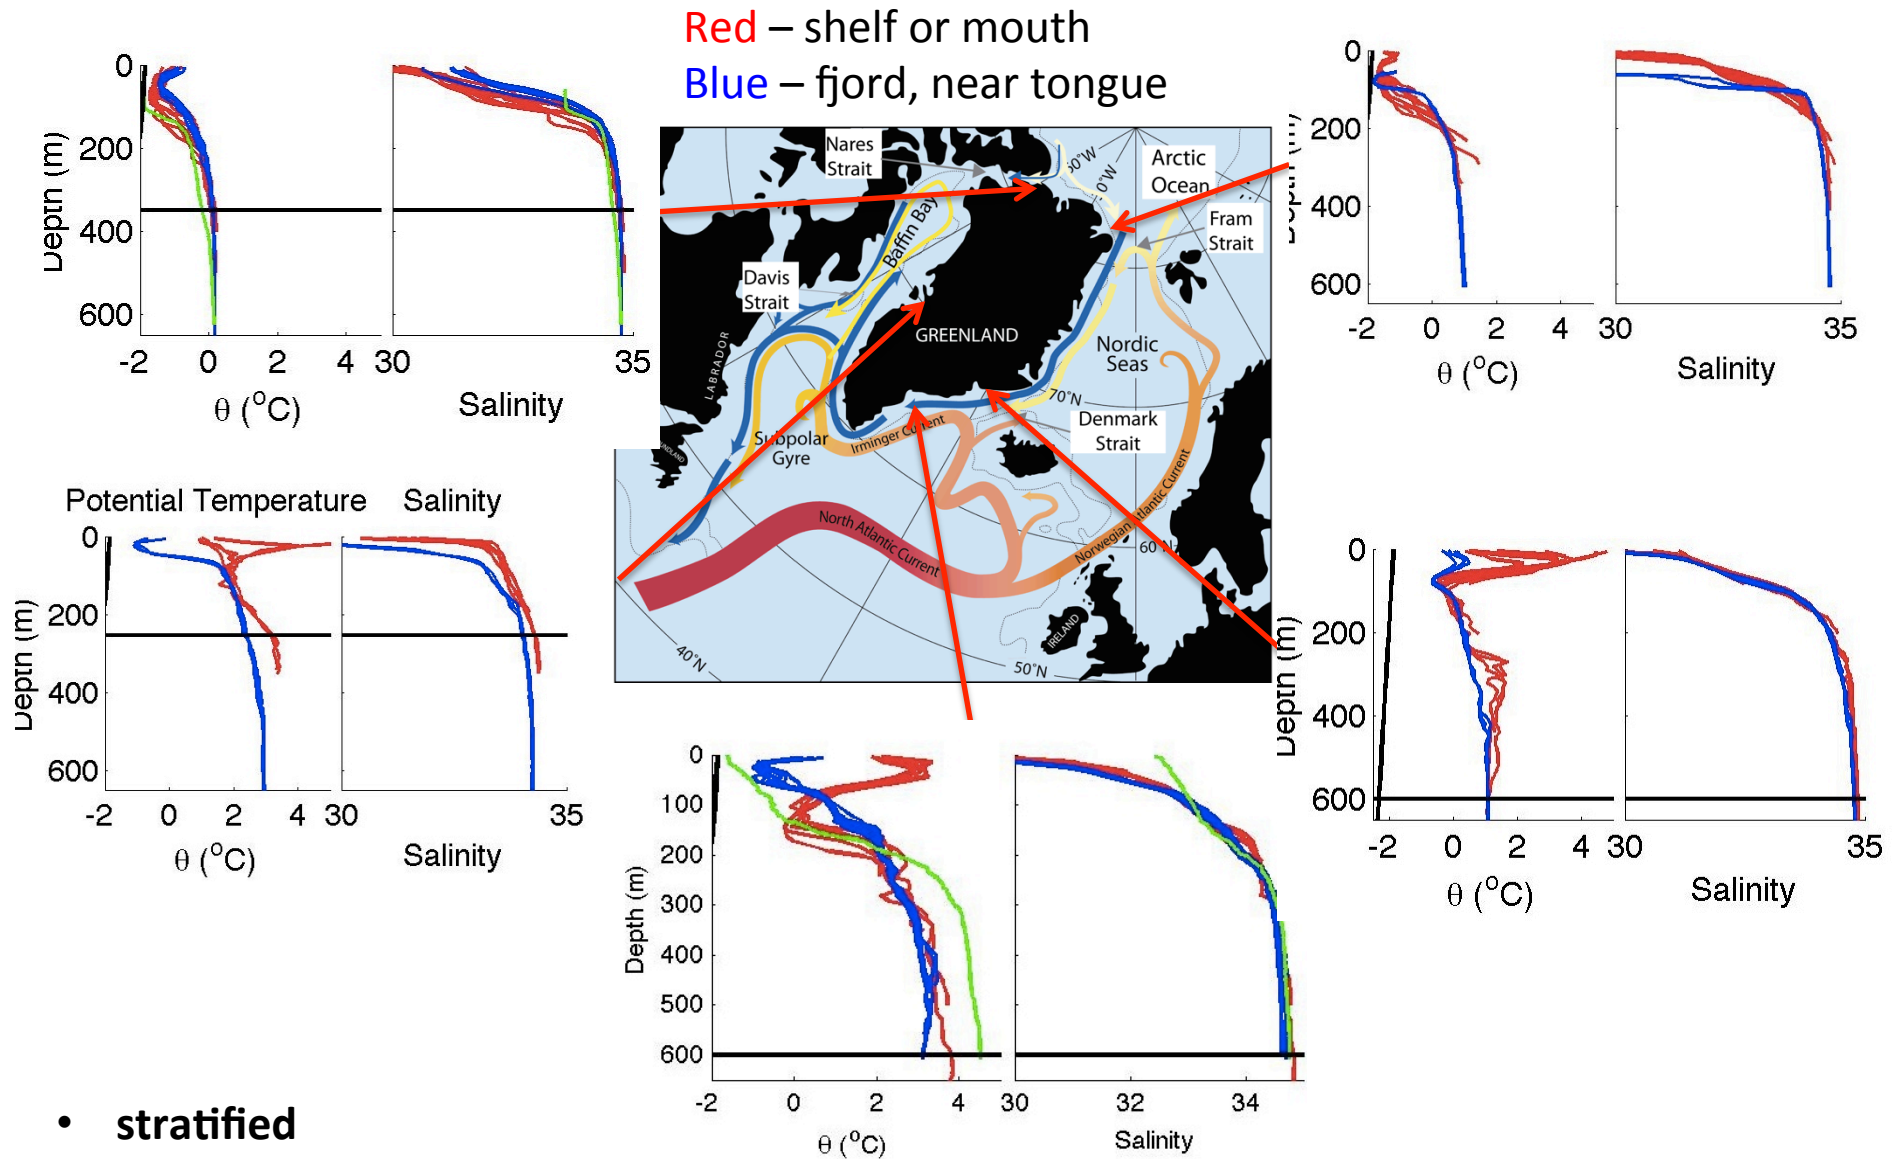 Red – shelf or mouth
Blue – fjord, near tongue
0
200
400
600
Depth (m)
-2 0 2 4
30 35
θ (°C)
Salinity
0
200
400
600
-2 0 2 4
30 35
θ (°C)
Salinity
Nares
Strait
Arctic
Ocean
60°W
0°W
Fram
Strait
Baffin Bay
Davis
Strait
LABRADOR
GREENLAND
Nordic
Seas
70°N
Denmark
Strait
Irminger Current
Subpolar
Gyre
North Atlantic Current
Norwegian Atlantic Current
60°N
IRELAND
50°N
40°N
Potential Temperature Salinity
0
200
400
600
Depth (m)
-2 0 2 4 30 35
θ (°C)
Salinity
0
200
400
600
Depth (m)
-2 0 2 4 30 35
θ (°C)
Salinity
0
100
200
300
400
500
600
Depth (m)
-2 0 2 4 30 32 34
θ (°C)
Salinity
• stratified